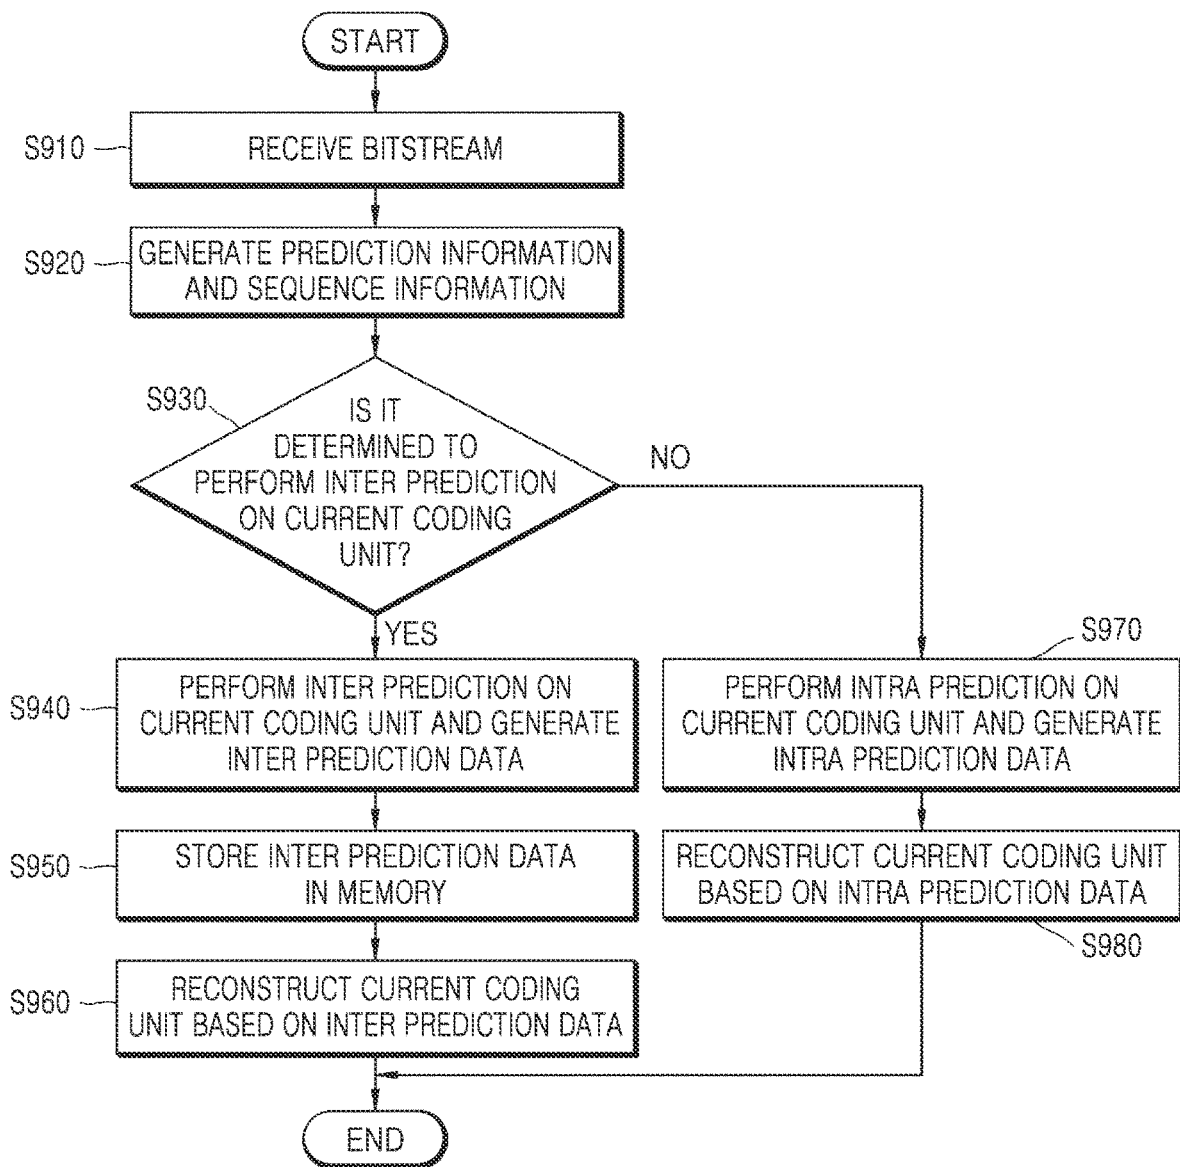 START
S910
RECEIVE BITSTREAM
S920
GENERATE PREDICTION INFORMATION
AND SEQUENCE INFORMATION
S930
IS IT
DETERMINED TO
PERFORM INTER PREDICTION
ON CURRENT CODING
UNIT?
NO
YES
S940
PERFORM INTER PREDICTION ON
CURRENT CODING UNIT AND GENERATE
INTER PREDICTION DATA
S950
STORE INTER PREDICTION DATA
IN MEMORY
S960
RECONSTRUCT CURRENT CODING
UNIT BASED ON INTER PREDICTION DATA
S970
PERFORM INTRA PREDICTION ON
CURRENT CODING UNIT AND GENERATE
INTRA PREDICTION DATA
RECONSTRUCT CURRENT CODING UNIT
BASED ON INTRA PREDICTION DATA
S980
END